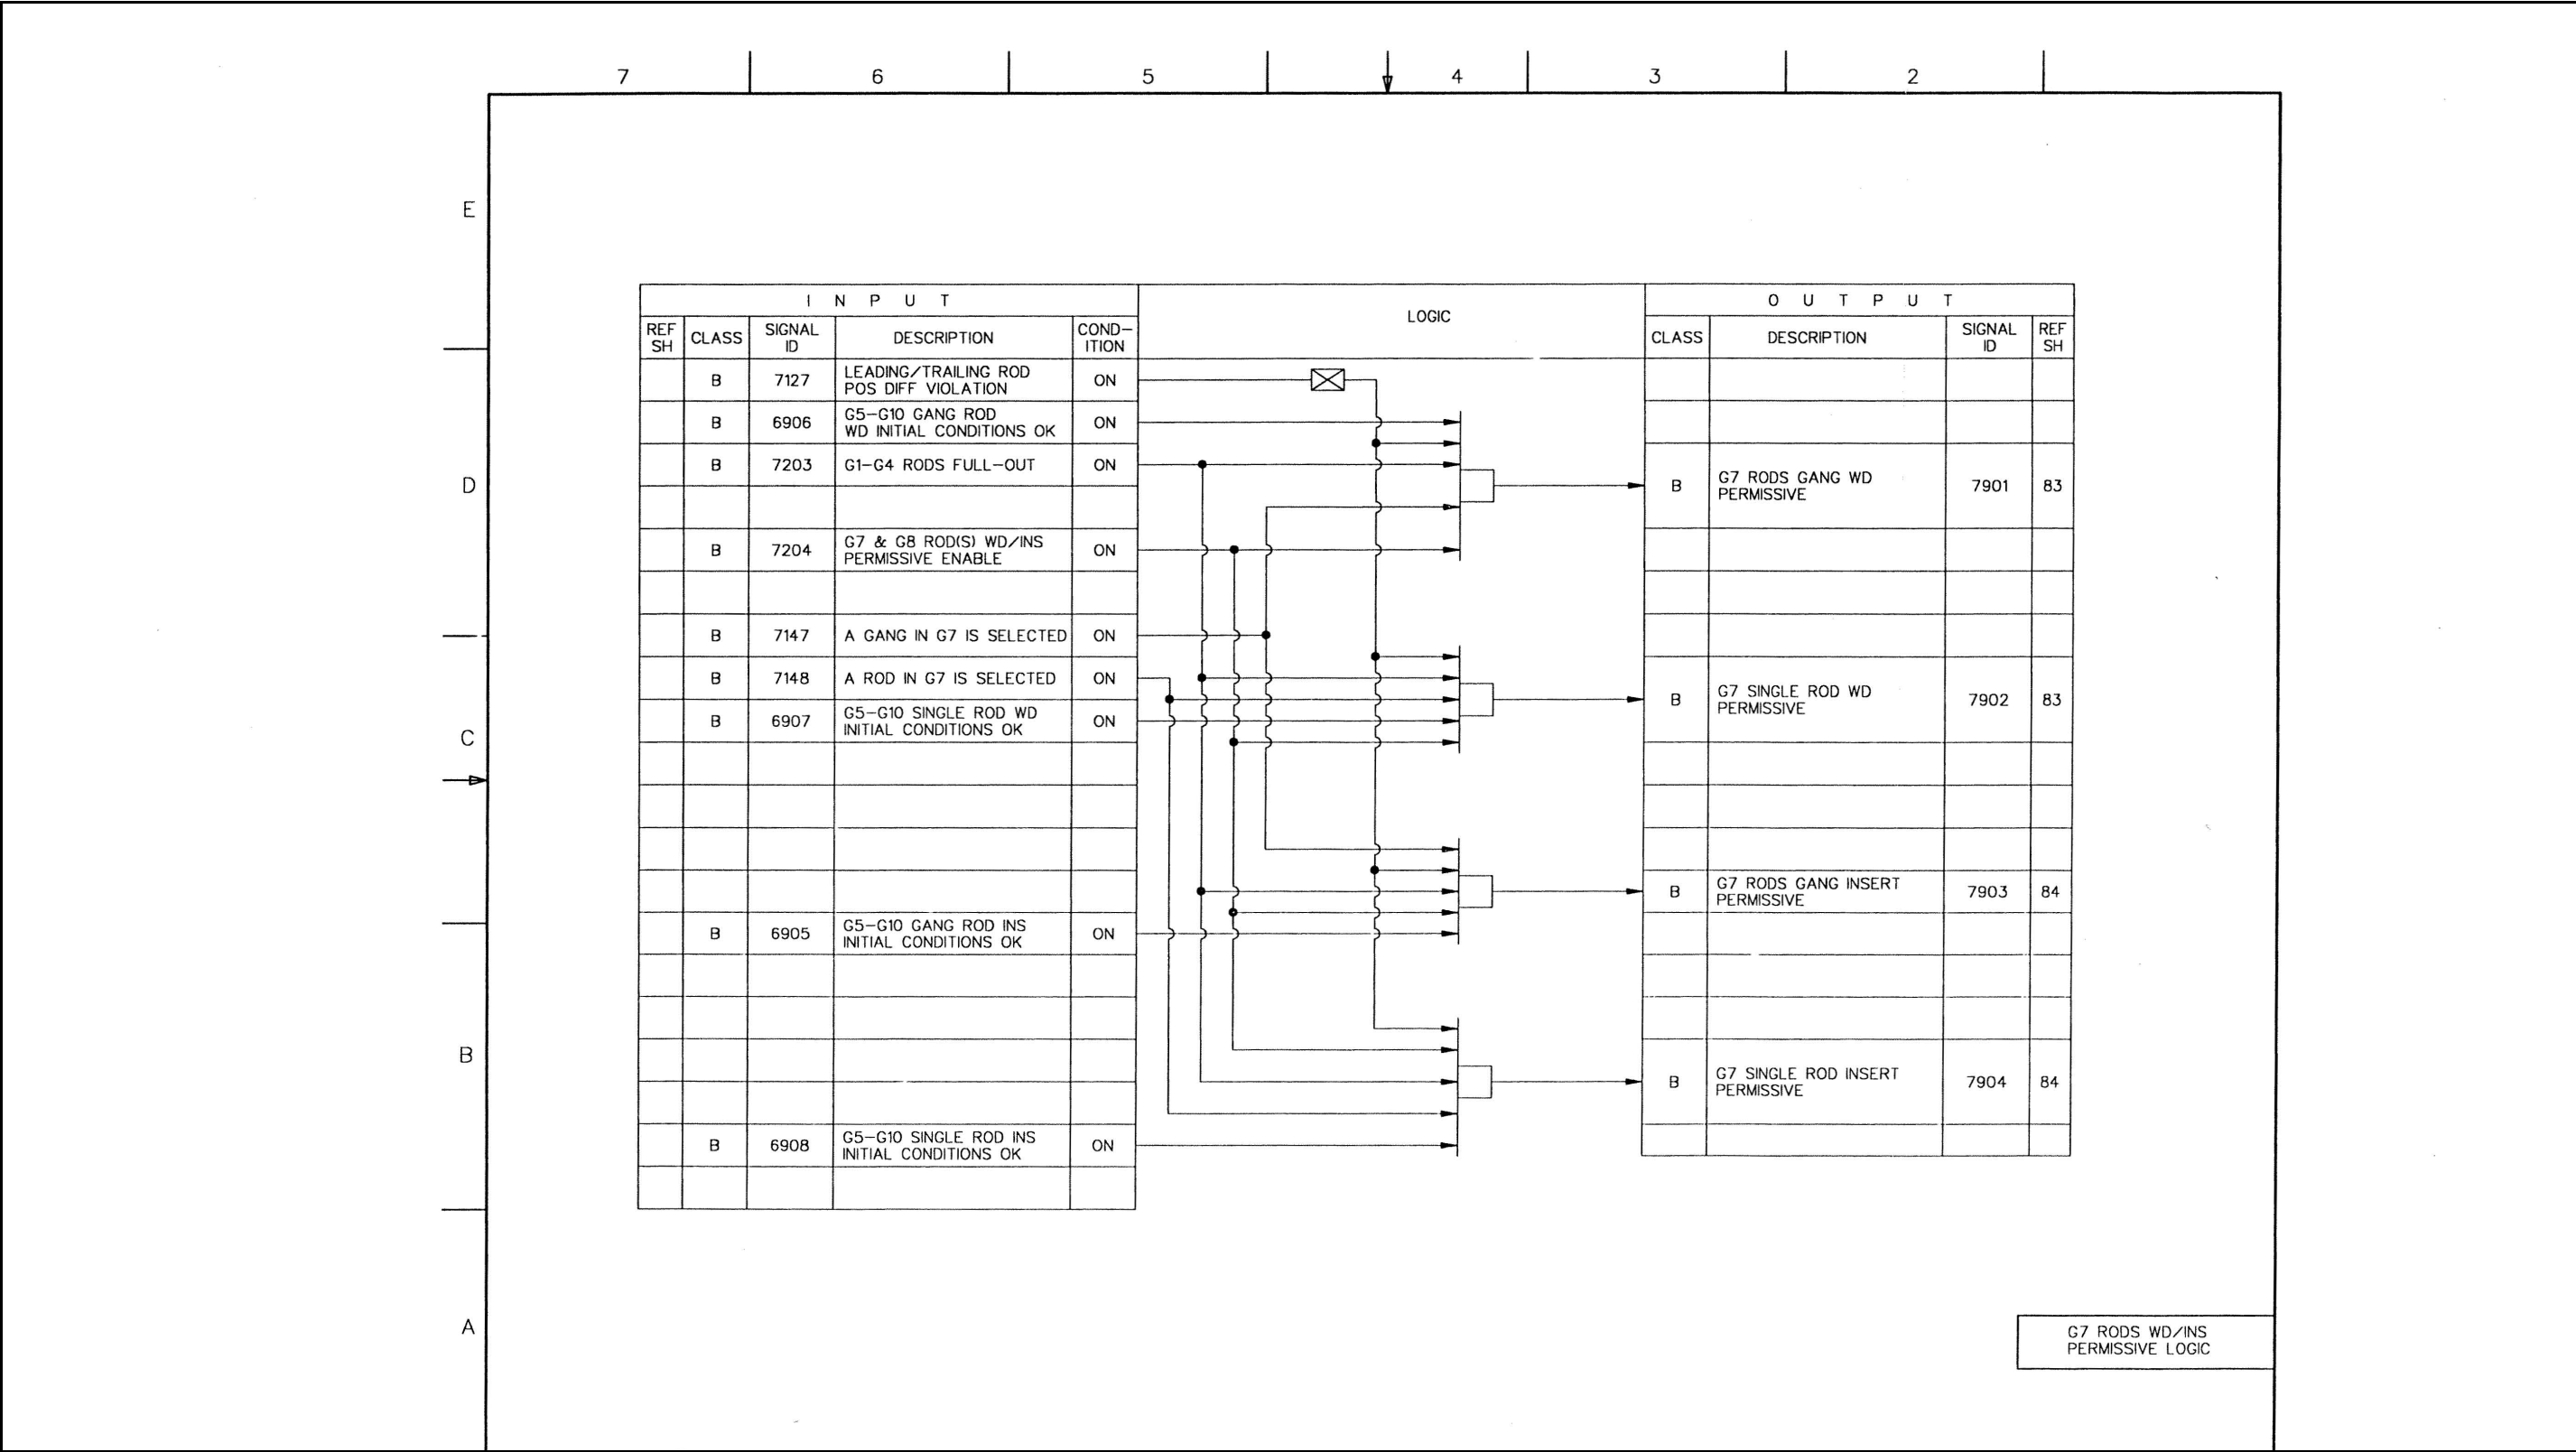 7 6 5 4 3 2
E
D
C
B
A
I N P U T
LOGIC
O U T P U T
REF SH CLASS SIGNAL ID DESCRIPTION COND-ITION
CLASS DESCRIPTION SIGNAL ID REF SH
B 7127 LEADING/TRAILING ROD
POS DIFF VIOLATION ON
B 6906 G5-G10 GANG ROD
WD INITIAL CONDITIONS OK ON
B 7203 G1-G4 RODS FULL-OUT ON
B G7 RODS GANG WD
PERMISSIVE 7901 83
B 7204 G7 & G8 ROD(S) WD/INS
PERMISSIVE ENABLE ON
B 7147 A GANG IN G7 IS SELECTED ON
B 7148 A ROD IN G7 IS SELECTED ON
B G7 SINGLE ROD WD
PERMISSIVE 7902 83
B 6907 G5-G10 SINGLE ROD WD
INITIAL CONDITIONS OK ON
B G7 RODS GANG INSERT
PERMISSIVE 7903 84
B 6905 G5-G10 GANG ROD INS
INITIAL CONDITIONS OK ON
B G7 SINGLE ROD INSERT
PERMISSIVE 7904 84
B 6908 G5-G10 SINGLE ROD INS
INITIAL CONDITIONS OK ON
G7 RODS WD/INS
PERMISSIVE LOGIC